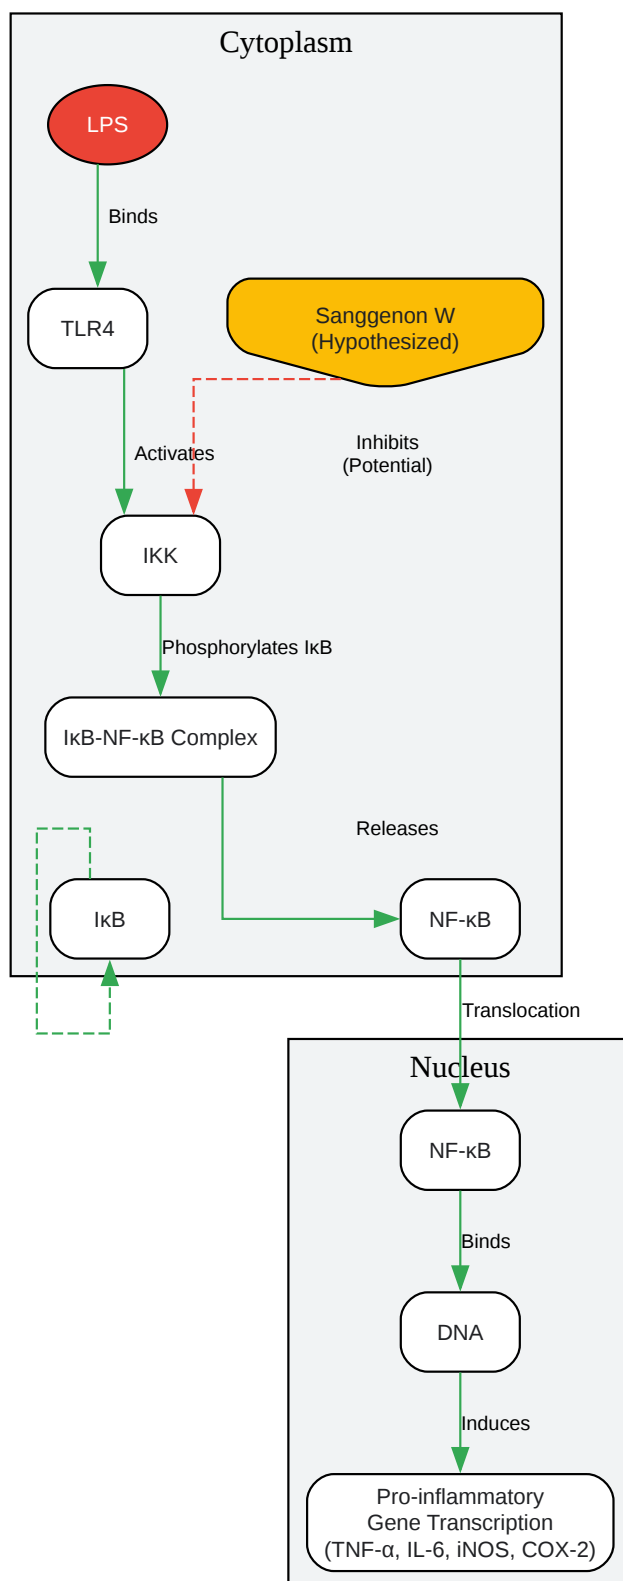 Cytoplasm
LPS
Binds
TLR4
Sanggenon W
(Hypothesized)
Activates
Inhibits
(Potential)
IKK
Phosphorylates IκB
IκB-NF-κB Complex
Releases
IκB
NF-κB
Translocation
Nucleus
NF-κB
Binds
DNA
Induces
Pro-inflammatory
Gene Transcription
(TNF-α, IL-6, iNOS, COX-2)